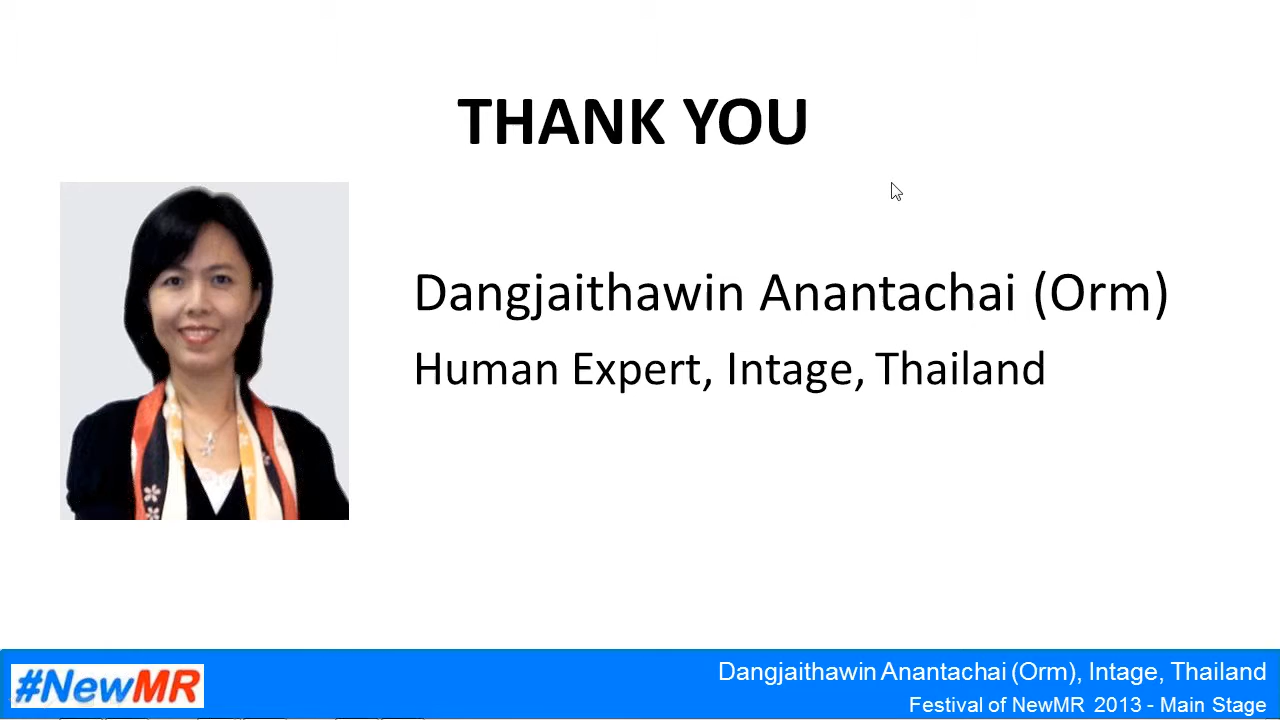 THANK YOU
Dangjaithawin Anantachai (Orm)
Human Expert, Intage, Thailand
#NewMR
Dangjaithawin Anantachai (Orm), Intage, Thailand
Festival of NewMR 2013 - Main Stage